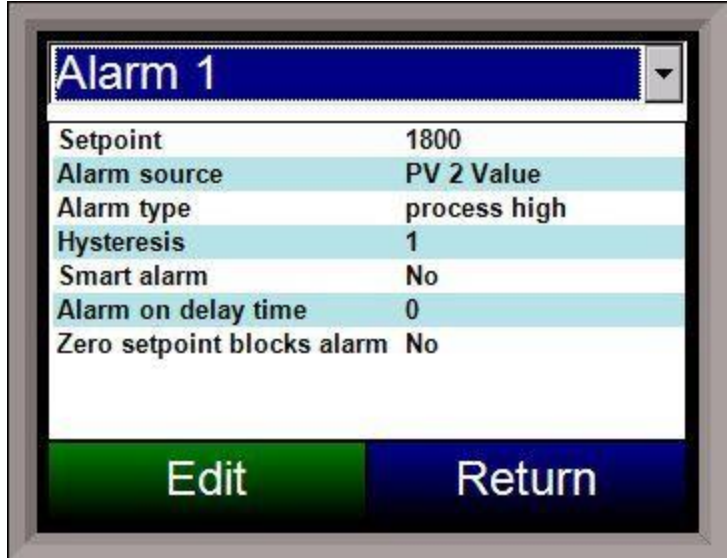 Alarm 1
Setpoint 1800
Alarm source PV 2 Value
Alarm type process high
Hysteresis 1
Smart alarm No
Alarm on delay time 0
Zero setpoint blocks alarm No
Edit Return